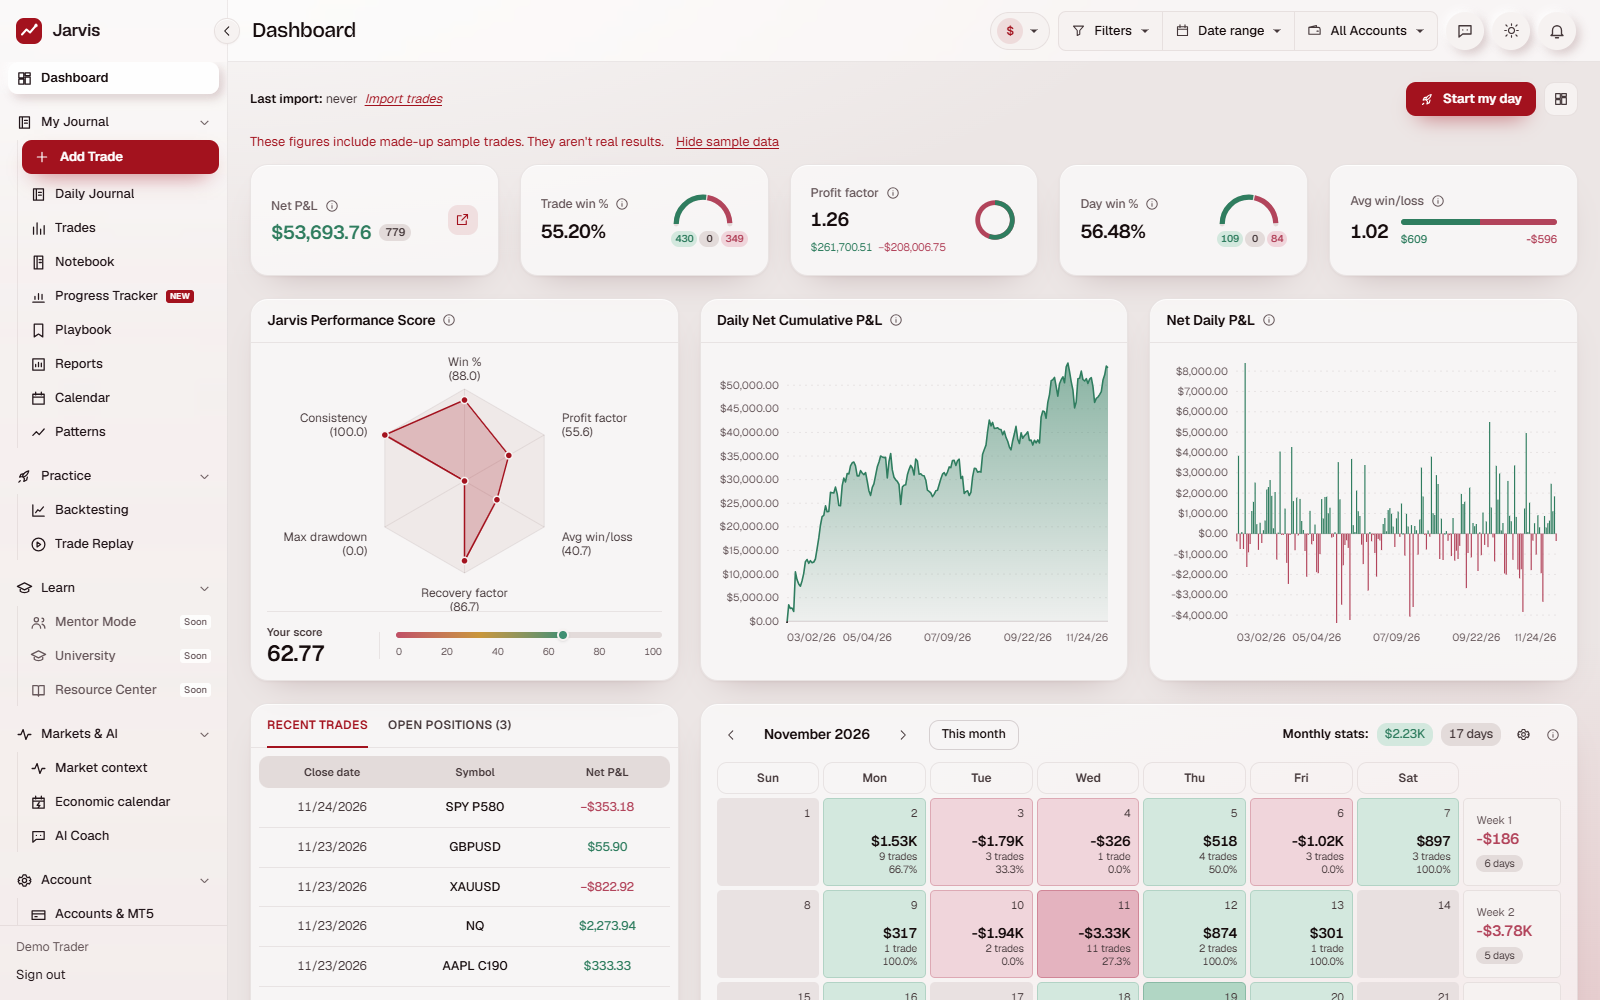 Jarvis
Dashboard
My Journal
Add Trade
Daily Journal
Trades
Notebook
Progress Tracker NEW
Playbook
Reports
Calendar
Patterns
Practice
Backtesting
Trade Replay
Learn
Mentor Mode Soon
University Soon
Resource Center Soon
Markets & AI
Market context
Economic calendar
AI Coach
Account
Accounts & MT5
Demo Trader
Sign out
Dashboard
$ Filters Date range All Accounts
Last import: never Import trades
Start my day
These figures include made-up sample trades. They aren't real results. Hide sample data
Net P&L
$53,693.76 779
Trade win %
55.20%
430 0 349
Profit factor
1.26
$261,700.51 −$208,006.75
Day win %
56.48%
109 0 84
Avg win/loss
1.02
$609 -$596
Jarvis Performance Score
Win %
(88.0)
Consistency
(100.0)
Profit factor
(55.6)
Max drawdown
(0.0)
Avg win/loss
(40.7)
Recovery factor
(86.7)
Your score
62.77
0 20 40 60 80 100
Daily Net Cumulative P&L
$50,000.00
$45,000.00
$40,000.00
$35,000.00
$30,000.00
$25,000.00
$20,000.00
$15,000.00
$10,000.00
$5,000.00
$0.00
03/02/26 05/04/26 07/09/26 09/22/26 11/24/26
Net Daily P&L
$8,000.00
$7,000.00
$6,000.00
$5,000.00
$4,000.00
$3,000.00
$2,000.00
$1,000.00
$0.00
-$1,000.00
-$2,000.00
-$3,000.00
-$4,000.00
03/02/26 05/04/26 07/09/26 09/22/26 11/24/26
RECENT TRADES OPEN POSITIONS (3)
Close date Symbol Net P&L
11/24/2026 SPY P580 −$353.18
11/23/2026 GBPUSD $55.90
11/23/2026 XAUUSD −$822.92
11/23/2026 NQ $2,273.94
11/23/2026 AAPL C190 $333.33
November 2026 This month
Monthly stats: $2.23K 17 days
Sun Mon Tue Wed Thu Fri Sat
1 2 3 4 5 6 7
$1.53K -$1.79K -$326 $518 -$1.02K $897
9 trades 3 trades 1 trade 4 trades 3 trades 3 trades
66.7% 33.3% 0.0% 50.0% 0.0% 100.0%
Week 1
-$186
6 days
8 9 10 11 12 13 14
$317 -$1.94K -$3.33K $874 $301
1 trade 2 trades 11 trades 2 trades 1 trade
100.0% 0.0% 27.3% 100.0% 100.0%
Week 2
-$3.78K
5 days
15 16 17 18 19 20 21